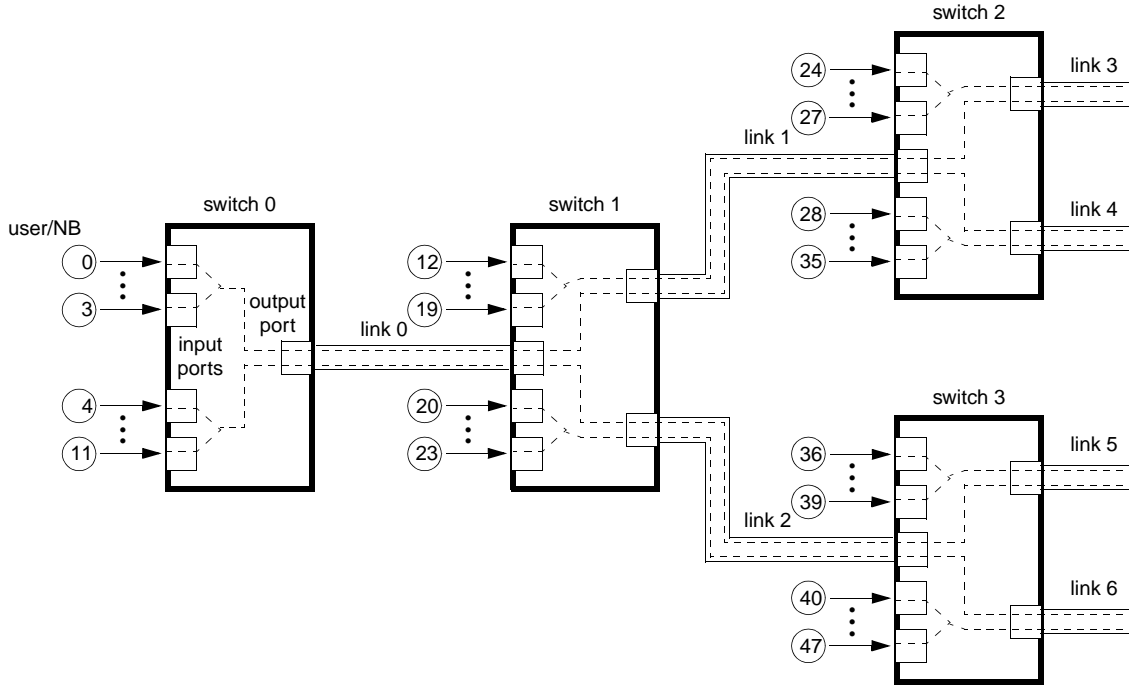 switch 2
24
27
link 3
link 1
28
35
link 4
user/NB
switch 0
0
3
input
ports
output
port
4
11
link 0
switch 1
12
19
20
23
link 2
switch 3
36
39
link 5
40
47
link 6